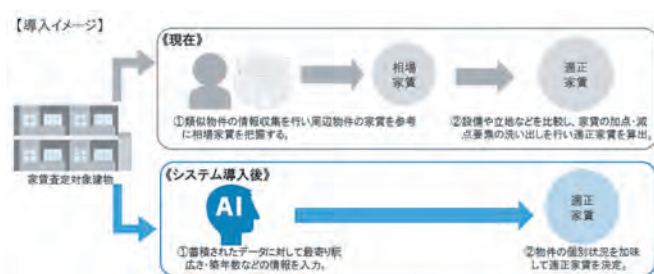 【導入イメージ】
《現在》
相場
家賃
適正
家賃
①類似物件の情報収集を行い周辺物件の家賃を参考
に相場家賃を把握する。
②設備や立地などを比較し、家賃の加点・減
点要素の洗い出しを行い適正家賃を算出。
家賃査定対象建物
《システム導入後》
AI
適正
家賃
①蓄積されたデータに対して最寄り駅
広さ・築年数などの情報を入力。
②物件の個別状況を加味
して適正家賃を決定。